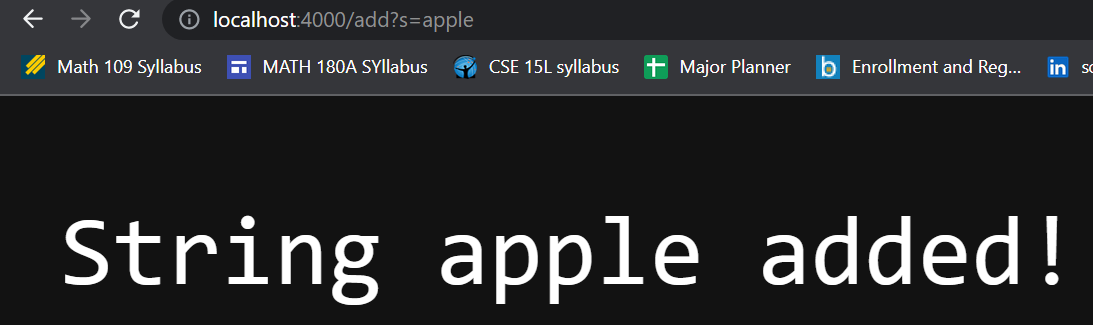 localhost:4000/add?s=apple
Math 109 Syllabus MATH 180A SYllabus CSE 15L syllabus Major Planner Enrollment and Reg... in
String apple added!